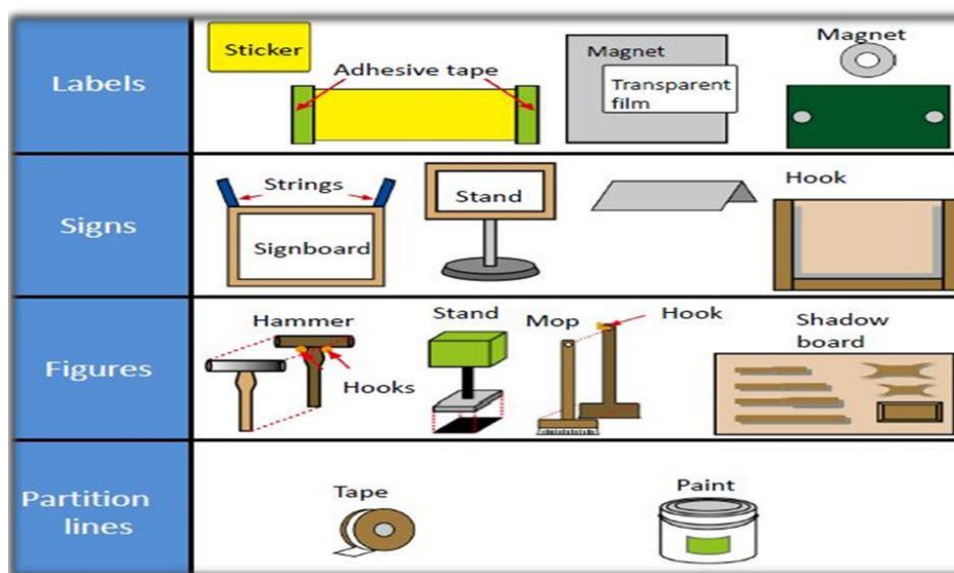 Labels
Sticker
Adhesive tape
Magnet
Transparent
film
Magnet
Signs
Strings
Signboard
Stand
Hook
Figures
Hammer
Hooks
Stand
Mop
Hook
Shadow
board
Partition
lines
Tape
Paint